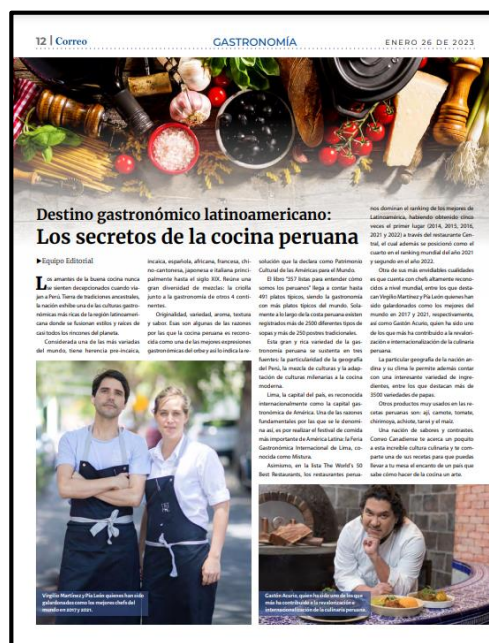 12 | Correo
GASTRONOMÍA
ENERO 26 DE 2023
Destino gastronómico latinoamericano:
Los secretos de la cocina peruana
▶Equipo Editorial
Los amantes de la buena cocina nunca
se sienten decepcionados cuando via-
jan a Perú. Tierra de tradiciones ancestrales,
la nación exhibe una de las culturas gastro-
nómicas más ricas de la región latinoameri-
cana donde se fusionan estilos y raíces de
casi todos los rincones del planeta.
Considerada una de las más variadas
del mundo, tiene herencia pre-incaica,
incaica, española, africana, francesa, chi-
no-cantonesa, japonesa e italiana princi-
palmente hasta el siglo XIX. Reúne una
gran diversidad de mezclas: la criolla
junto a la gastronomía de otros 4 conti-
nentes.
Originalidad, variedad, aroma, textura
y sabor. Esas son algunas de las razones
por las que la cocina peruana es recono-
cida como una de las mejores expresiones
gastronómicas del orbe y así lo indica la re-
solución que la declara como Patrimonio
Cultural de las Américas para el Mundo.
El libro "357 listas para entender cómo
somos los peruanos" llega a contar hasta
491 platos típicos, siendo la gastronomía
con más platos típicos del mundo. Sola-
mente a lo largo de la costa peruana existen
registrados más de 2500 diferentes tipos de
sopas y más de 250 postres tradicionales.
Esta gran y rica variedad de la gas-
tronomía peruana se sustenta en tres
fuentes: la particularidad de la geografía
del Perú, la mezcla de culturas y la adap-
tación de culturas milenarias a la cocina
moderna.
Lima, la capital del país, es reconocida
internacionalmente como la capital gas-
tronómica de América. Una de las razones
fundamentales por las que se le denomi-
na así, es por realizar el festival de comida
más importante de América Latina: la Feria
Gastronómica Internacional de Lima, co-
nocida como Mistura.
Asimismo, en la lista The World's 50
Best Restaurants, los restaurantes perua-
nos dominan el ranking de los mejores de
Latinoamérica, habiendo obtenido cinco
veces el primer lugar (2014, 2015, 2016,
2021 y 2022) a través del restaurante Cen-
tral, el cual además se posicionó como el
cuarto en el ranking mundial del año 2021
y segundo en el año 2022.
Otra de sus más envidiables cualidades
es que cuenta con chefs altamente recono-
cidos a nivel mundial, entre los que desta-
can Virgilio Martínez y Pía León quienes han
sido galardonados como los mejores del
mundo en 2017 y 2021, respectivamente,
así como Gastón Acurio, quien ha sido uno
de los que más ha contribuido a la revalori-
zación e internacionalización de la culinaria
peruana.
La particular geografía de la nación an-
dina y su clima le permite además contar
con una interesante variedad de ingre-
dientes, entre los que destacan más de
3500 variedades de papas.
Otros productos muy usados en las re-
cetas peruanas son: ají, camote, tomate,
chirimoya, achiote, tarwi y el maíz.
Una nación de sabores y contrastes.
Correo Canadiense te acerca un poquito
a esta increíble cultura culinaria y te com-
parte una de sus recetas para que puedas
llevar a tu mesa el encanto de un país que
sabe cómo hacer de la cocina un arte.
Virgilio Martínez y Pía León quienes han sido
galardonados como los mejores chefs del
mundo en 2017 y 2021.
Gastón Acurio, quien ha sido uno de los que
más ha contribuido a la revalorización e
internacionalización de la culinaria peruana.